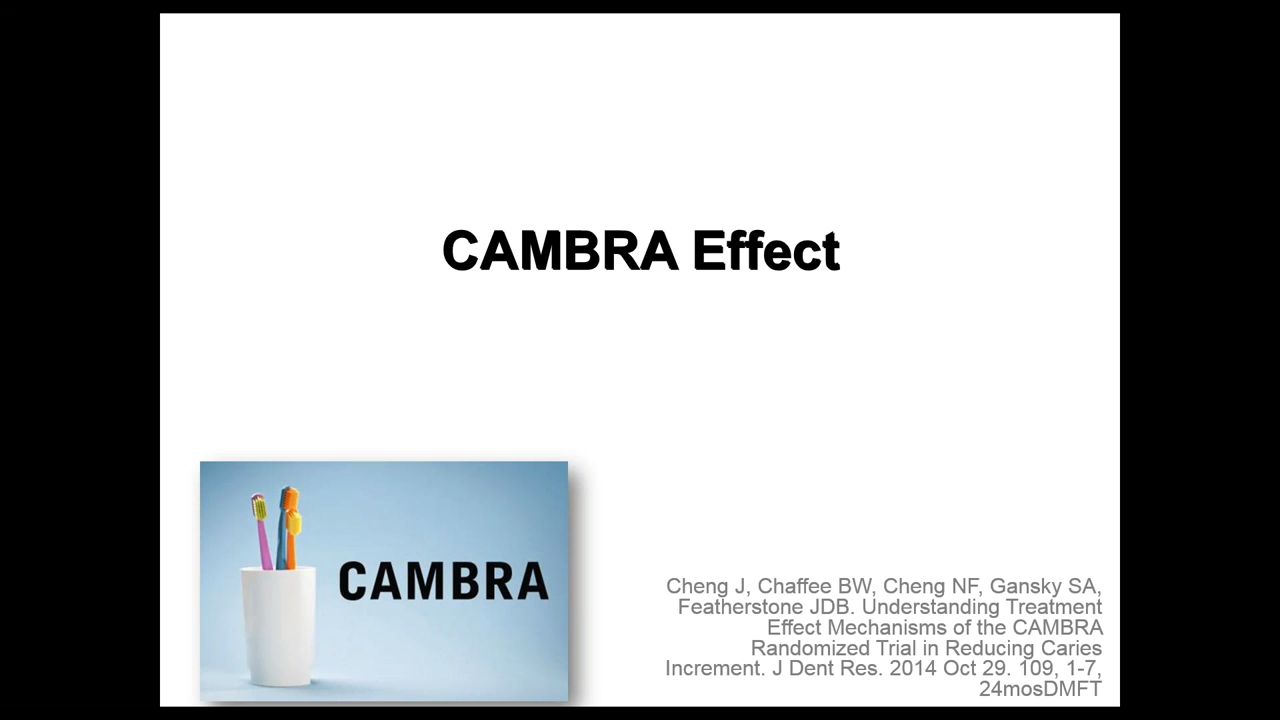 CAMBRA Effect
CAMBRA
Cheng J, Chaffee BW, Cheng NF, Gansky SA,
Featherstone JDB. Understanding Treatment
Effect Mechanisms of the CAMBRA
Randomized Trial in Reducing Caries
Increment. J Dent Res. 2014 Oct 29. 109, 1-7,
24mosDMFT